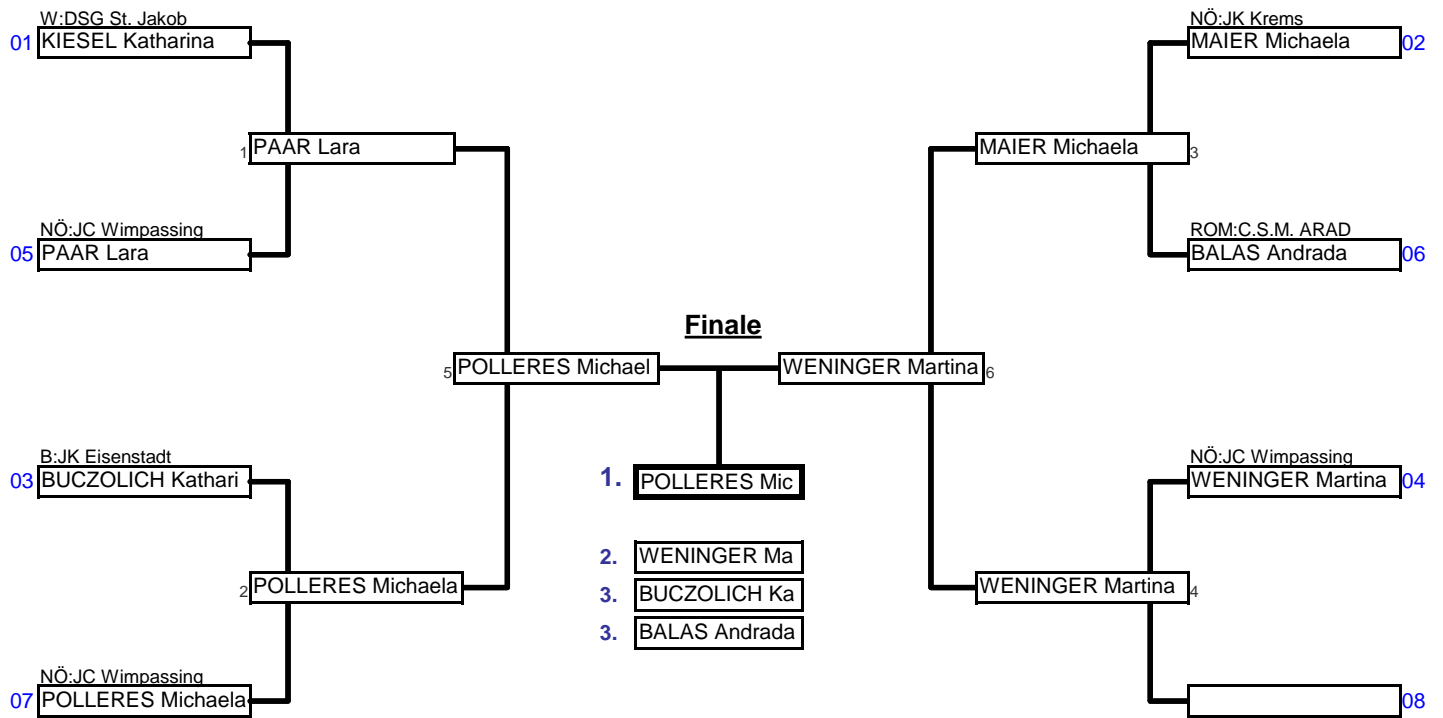 W:DSG St. Jakob
01 KIESEL Katharina
NÖ:JK Krems
MAIER Michaela 02
1 PAAR Lara
MAIER Michaela 3
NÖ:JC Wimpassing
05 PAAR Lara
ROM:C.S.M. ARAD
BALAS Andrada 06
Finale
5 POLLERES Michael
WENINGER Martina 6
B:JK Eisenstadt
03 BUCZOLICH Kathari
NÖ:JC Wimpassing
WENINGER Martina 04
1. POLLERES Mic
2. WENINGER Ma
3. BUCZOLICH Ka
3. BALAS Andrada
2 POLLERES Michaela
WENINGER Martina 4
NÖ:JC Wimpassing
07 POLLERES Michaela
08